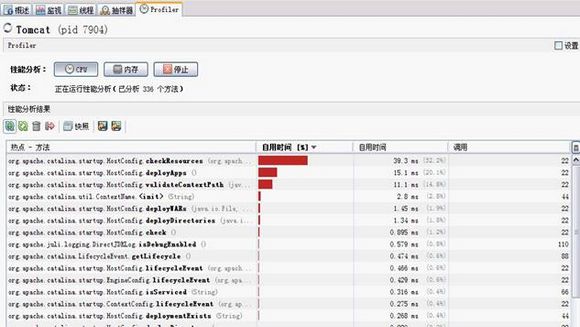 概述 监视 线程 抽样器 Profiler
Tomcat (pid 7904)
Profiler 设置
性能分析: CPU 内存 停止
状态: 正在运行性能分析(已分析 336 个方法)
性能分析结果
快照
热点 - 方法 自用时间 [%] 自用时间 调用
org.apache.catalina.startup.HostConfig.checkResources (org.apach... 39.3 ms (32.2%) 22
org.apache.catalina.startup.HostConfig.deployApps () 15.1 ms (20.1%) 22
org.apache.catalina.startup.HostConfig.validateContextPath (java... 11.1 ms (14.8%) 22
org.apache.catalina.util.ContextName.<init> (String) 2.8 ms (2.8%) 44
org.apache.catalina.startup.HostConfig.deployWARs (java.io.File, ... 1.45 ms (1.9%) 22
org.apache.catalina.startup.HostConfig.deployDirectories (java.i... 1.34 ms (1.8%) 22
org.apache.catalina.startup.HostConfig.check () 0.895 ms (1.2%) 22
org.apache.juli.logging.DirectJDKLog.isDebugEnabled () 0.579 ms (0.8%) 110
org.apache.catalina.LifecycleEvent.getLifecycle () 0.474 ms (0.6%) 88
org.apache.catalina.startup.HostConfig.lifecycleEvent (org.apach... 0.466 ms (0.6%) 22
org.apache.catalina.startup.EngineConfig.lifecycleEvent (org.ap... 0.429 ms (0.6%) 22
org.apache.catalina.startup.HostConfig.isServiced (String) 0.316 ms (0.4%) 66
org.apache.catalina.startup.ContextConfig.lifecycleEvent (org.a... 0.275 ms (0.4%) 22
org.apache.catalina.startup.HostConfig.deploymentExists (String) 0.268 ms (0.4%) 44